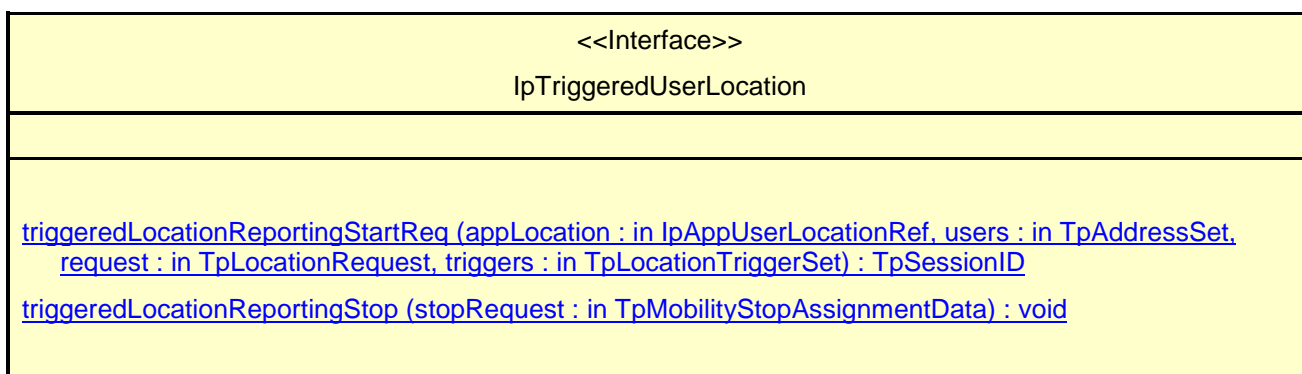 <<Interface>>
IpTriggeredUserLocation
triggeredLocationReportingStartReq (appLocation : in IpAppUserLocationRef, users : in TpAddressSet,
request : in TpLocationRequest, triggers : in TpLocationTriggerSet) : TpSessionID
triggeredLocationReportingStop (stopRequest : in TpMobilityStopAssignmentData) : void